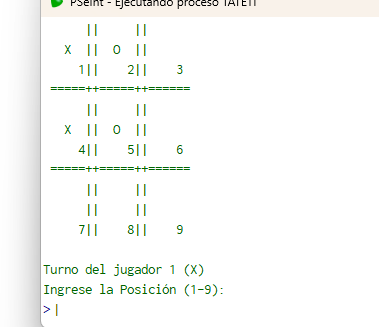 PSeInt - Ejecutando proceso TATETI
     ||     ||
  X  ||  O  ||
    1||    2||    3
=====++=====++======
     ||     ||
  X  ||  O  ||
    4||    5||    6
=====++=====++======
     ||     ||
     ||     ||
    7||    8||    9
Turno del jugador 1 (X)
Ingrese la Posición (1-9):
>